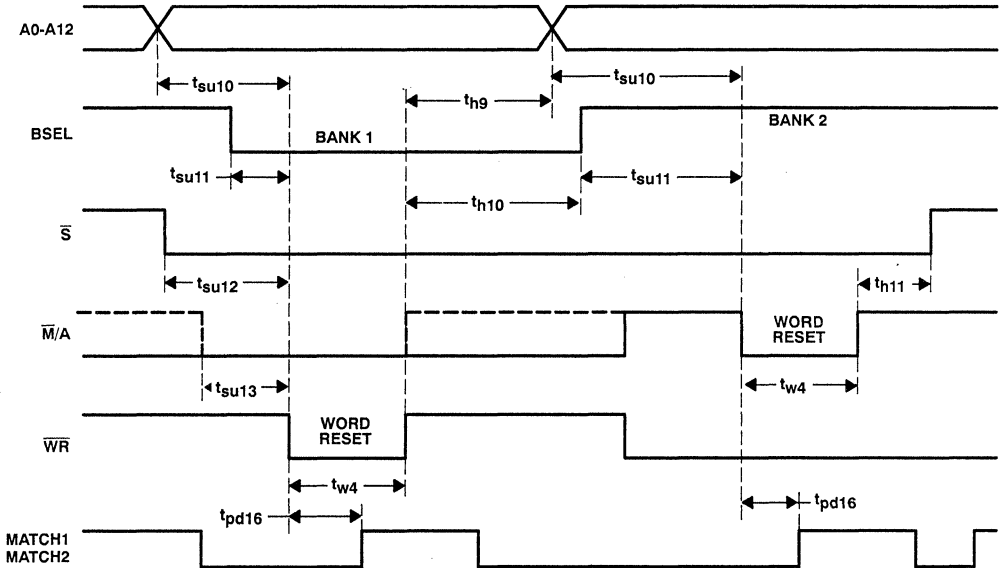 A0-A12
tsu10
tsu10
th9
BSEL
BANK 1
BANK 2
tsu11
tsu11
th10
S̅
tsu12
th11
M̅/A
WORD
RESET
tsu13
tw4
W̅R̅
WORD
RESET
tw4
tpd16
tpd16
MATCH1
MATCH2